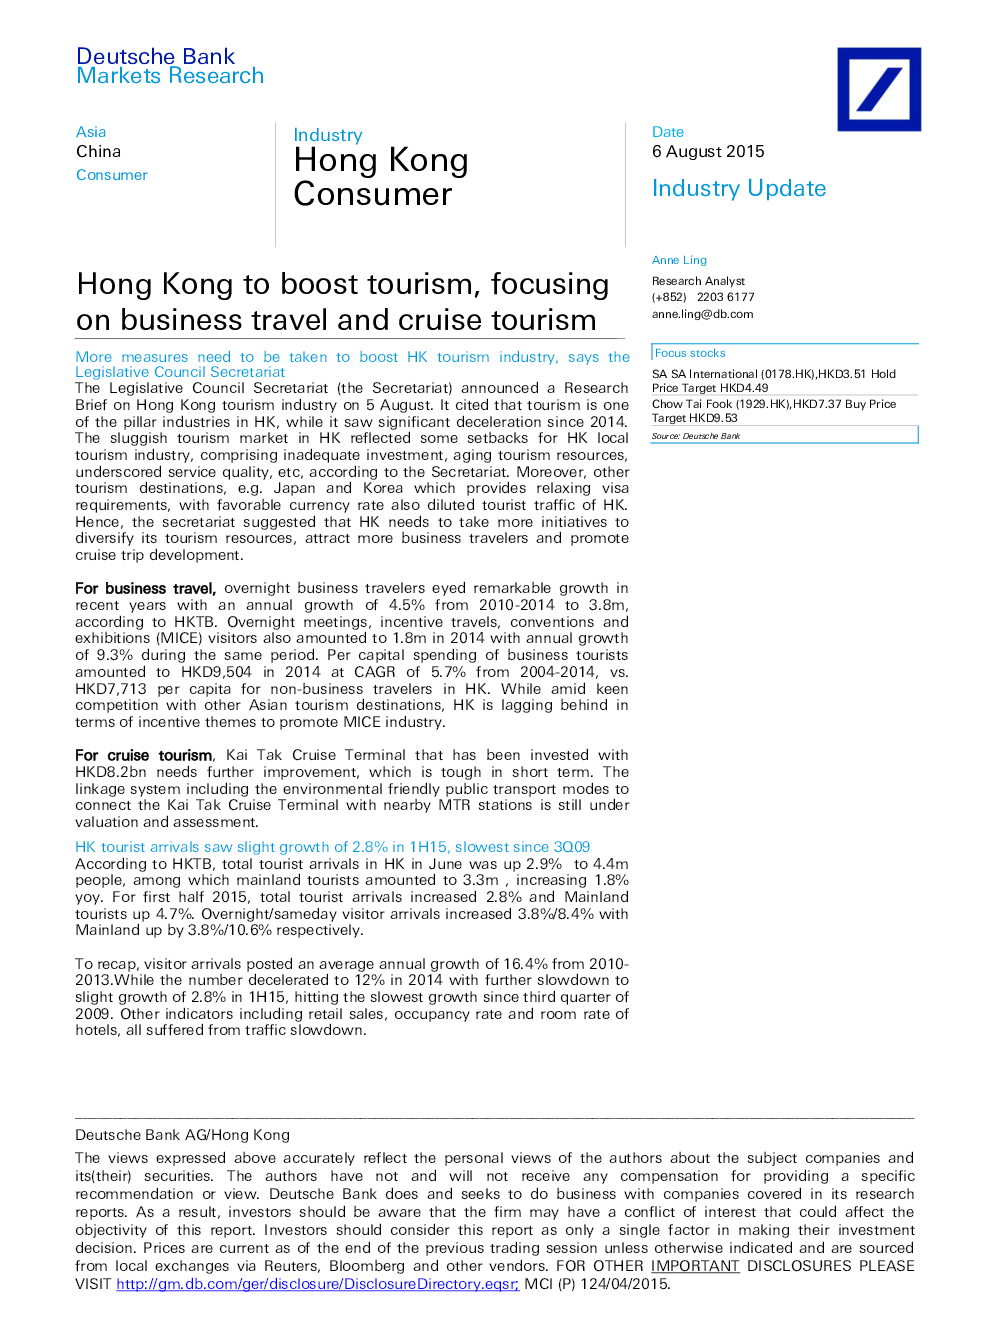 Deutsche Bank
Markets Research
Asia
China
Consumer
Industry
Hong Kong
Consumer
Date
6 August 2015
Industry Update
Hong Kong to boost tourism, focusing
on business travel and cruise tourism
More measures need to be taken to boost HK tourism industry, says the
Legislative Council Secretariat
The Legislative Council Secretariat (the Secretariat) announced a Research
Brief on Hong Kong tourism industry on 5 August. It cited that tourism is one
of the pillar industries in HK, while it saw significant deceleration since 2014.
The sluggish tourism market in HK reflected some setbacks for HK local
tourism industry, comprising inadequate investment, aging tourism resources,
underscored service quality, etc, according to the Secretariat. Moreover, other
tourism destinations, e.g. Japan and Korea which provides relaxing visa
requirements, with favorable currency rate also diluted tourist traffic of HK.
Hence, the secretariat suggested that HK needs to take more initiatives to
diversify its tourism resources, attract more business travelers and promote
cruise trip development.
For business travel, overnight business travelers eyed remarkable growth in
recent years with an annual growth of 4.5% from 2010-2014 to 3.8m,
according to HKTB. Overnight meetings, incentive travels, conventions and
exhibitions (MICE) visitors also amounted to 1.8m in 2014 with annual growth
of 9.3% during the same period. Per capital spending of business tourists
amounted to HKD9,504 in 2014 at CAGR of 5.7% from 2004-2014, vs.
HKD7,713 per capita for non-business travelers in HK. While amid keen
competition with other Asian tourism destinations, HK is lagging behind in
terms of incentive themes to promote MICE industry.
For cruise tourism, Kai Tak Cruise Terminal that has been invested with
HKD8.2bn needs further improvement, which is tough in short term. The
linkage system including the environmental friendly public transport modes to
connect the Kai Tak Cruise Terminal with nearby MTR stations is still under
valuation and assessment.
HK tourist arrivals saw slight growth of 2.8% in 1H15, slowest since 3Q09
According to HKTB, total tourist arrivals in HK in June was up 2.9% to 4.4m
people, among which mainland tourists amounted to 3.3m , increasing 1.8%
yoy. For first half 2015, total tourist arrivals increased 2.8% and Mainland
tourists up 4.7%. Overnight/sameday visitor arrivals increased 3.8%/8.4% with
Mainland up by 3.8%/10.6% respectively.
To recap, visitor arrivals posted an average annual growth of 16.4% from 2010-
2013.While the number decelerated to 12% in 2014 with further slowdown to
slight growth of 2.8% in 1H15, hitting the slowest growth since third quarter of
2009. Other indicators including retail sales, occupancy rate and room rate of
hotels, all suffered from traffic slowdown.
Anne Ling
Research Analyst
(+852) 2203 6177
anne.ling@db.com
Focus stocks
SA SA International (0178.HK),HKD3.51 Hold
Price Target HKD4.49
Chow Tai Fook (1929.HK),HKD7.37 Buy Price
Target HKD9.53
Source: Deutsche Bank
Deutsche Bank AG/Hong Kong
The views expressed above accurately reflect the personal views of the authors about the subject companies and
its(their) securities. The authors have not and will not receive any compensation for providing a specific
recommendation or view. Deutsche Bank does and seeks to do business with companies covered in its research
reports. As a result, investors should be aware that the firm may have a conflict of interest that could affect the
objectivity of this report. Investors should consider this report as only a single factor in making their investment
decision. Prices are current as of the end of the previous trading session unless otherwise indicated and are sourced
from local exchanges via Reuters, Bloomberg and other vendors. FOR OTHER IMPORTANT DISCLOSURES PLEASE
VISIT http://gm.db.com/ger/disclosure/DisclosureDirectory.eqsr; MCI (P) 124/04/2015.